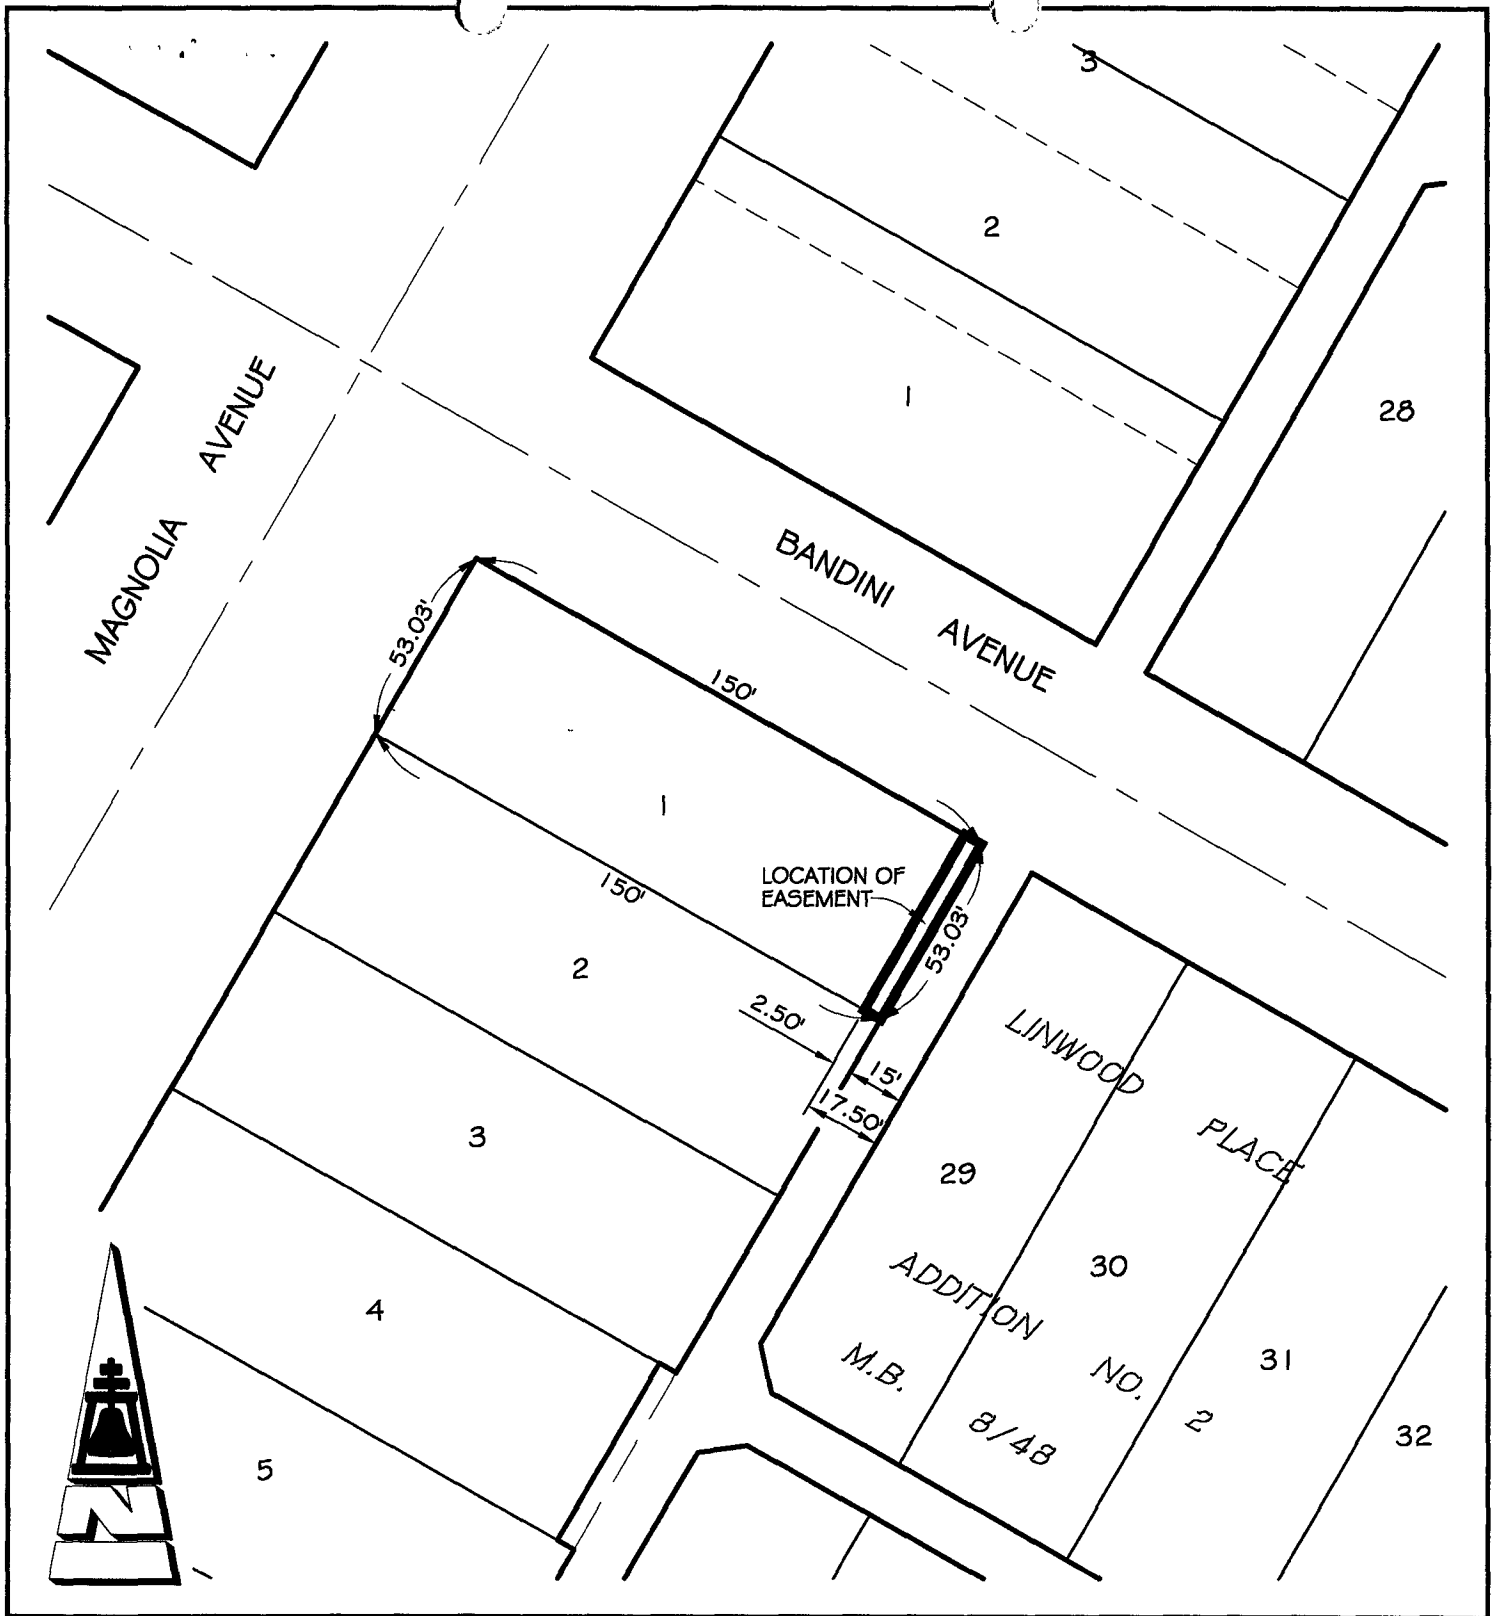 3
2
1
28
MAGNOLIA AVENUE
BANDINI AVENUE
53.03'
150'
1
150'
LOCATION OF
EASEMENT
53.03'
2
2.50'
15'
17.50'
3
29
LINWOOD PLACE
30
ADDITION NO. 2
M.B. 8/48
31
32
4
5
N